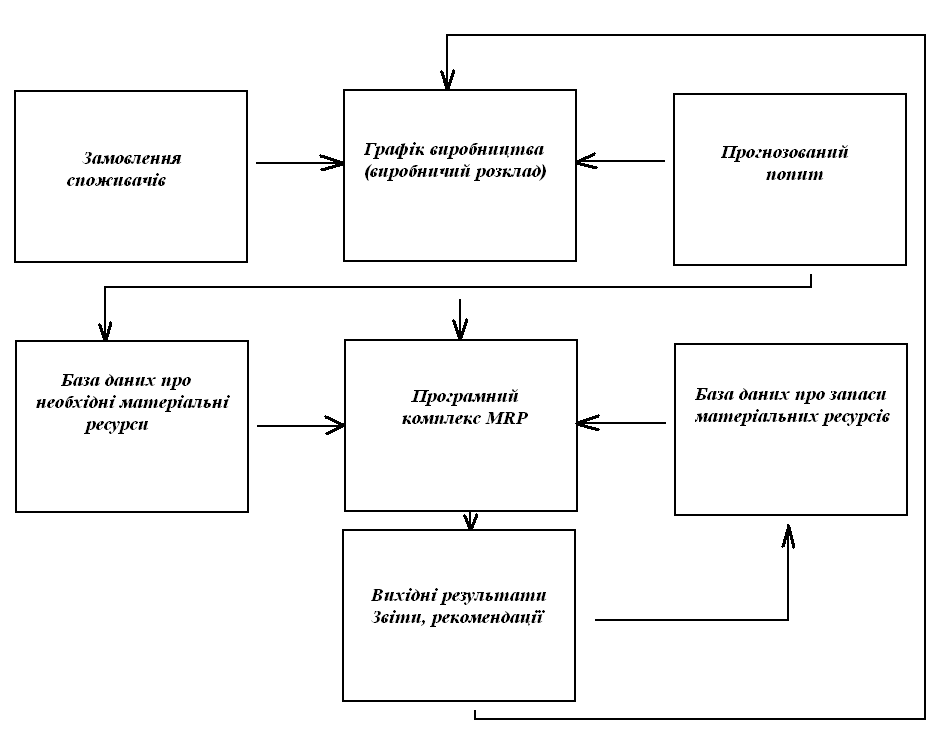 Замовлення
споживачів
Графік виробництва
(виробничий розклад)
Прогнозований
попит
База даних про
необхідні матеріальні
ресурси
Програмний
комплекс MRP
База даних про запаси
матеріальних ресурсів
Вихідні результати
Звіти, рекомендації